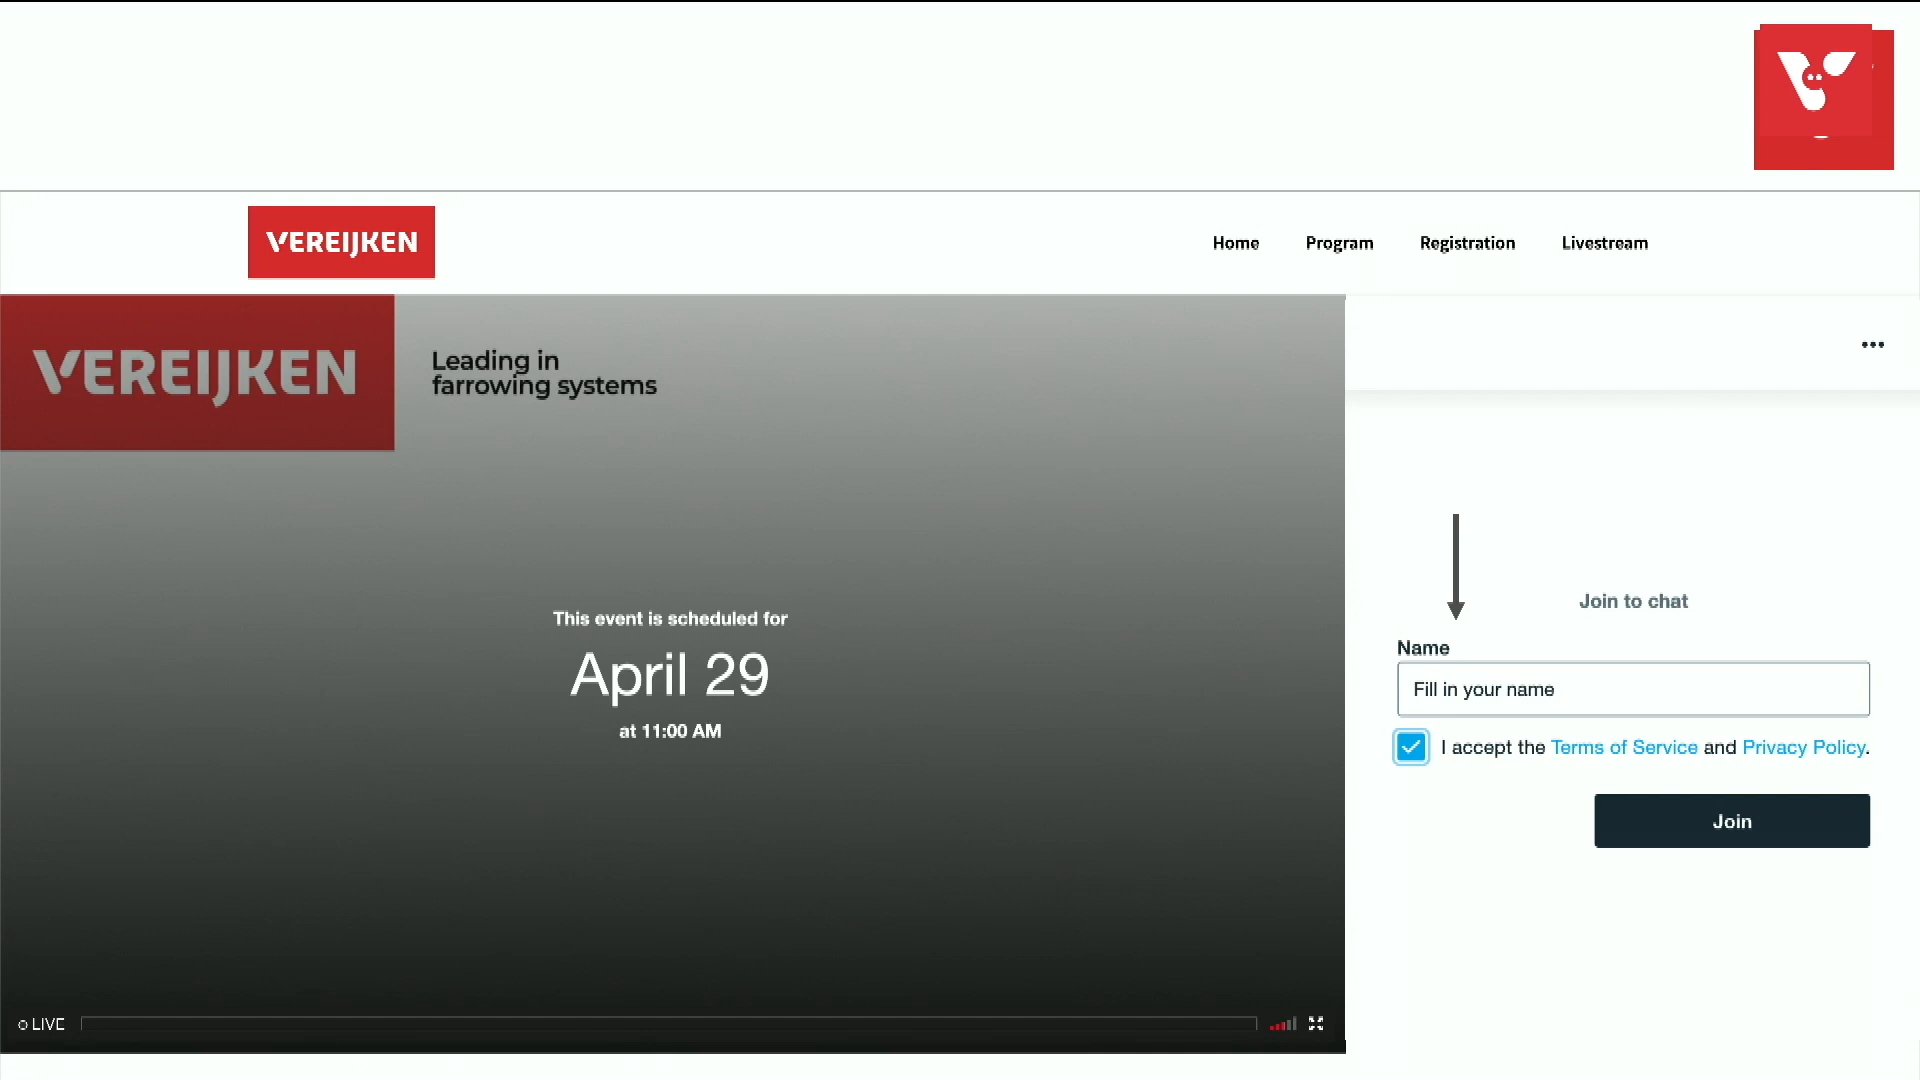 VEREIJKEN
Home Program Registration Livestream
VEREIJKEN
Leading in
farrowing systems
This event is scheduled for
April 29
at 11:00 AM
LIVE
Join to chat
Name
Fill in your name
I accept the Terms of Service and Privacy Policy.
Join